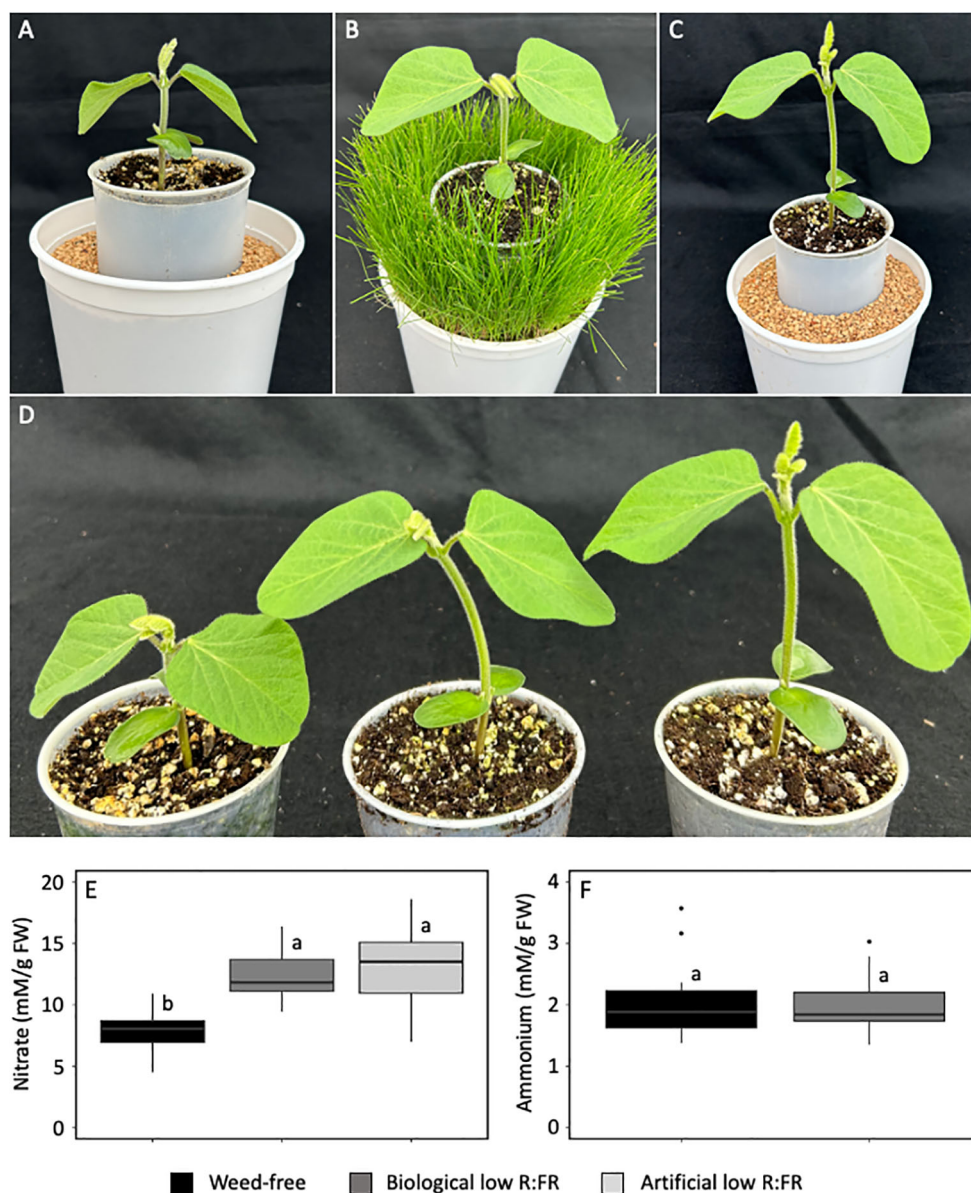 A
B
C
D
E
20
15
10
5
0
Nitrate (mM/g FW)
b
a
a
F
4
3
2
1
0
Ammonium (mM/g FW)
a
a
Weed-free
Biological low R:FR
Artificial low R:FR